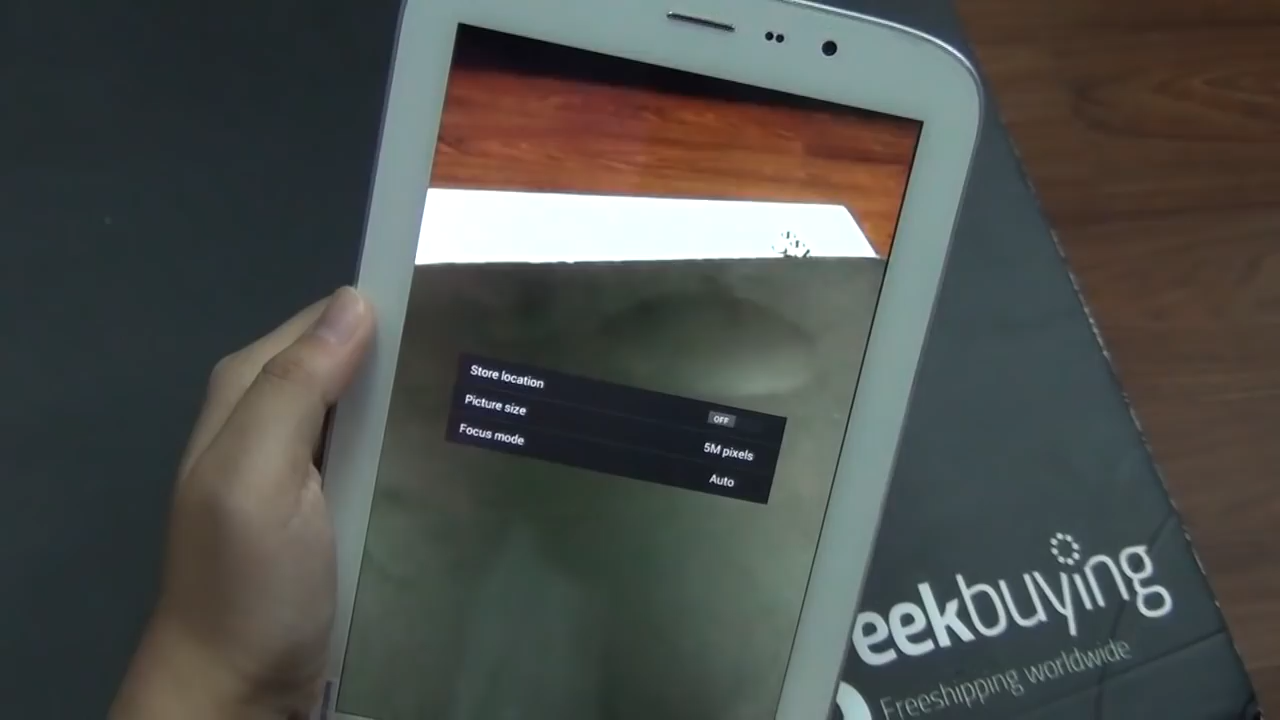 Store location
OFF
Picture size
5M pixels
Focus mode
Auto
eekbuying
Freeshipping worldwide